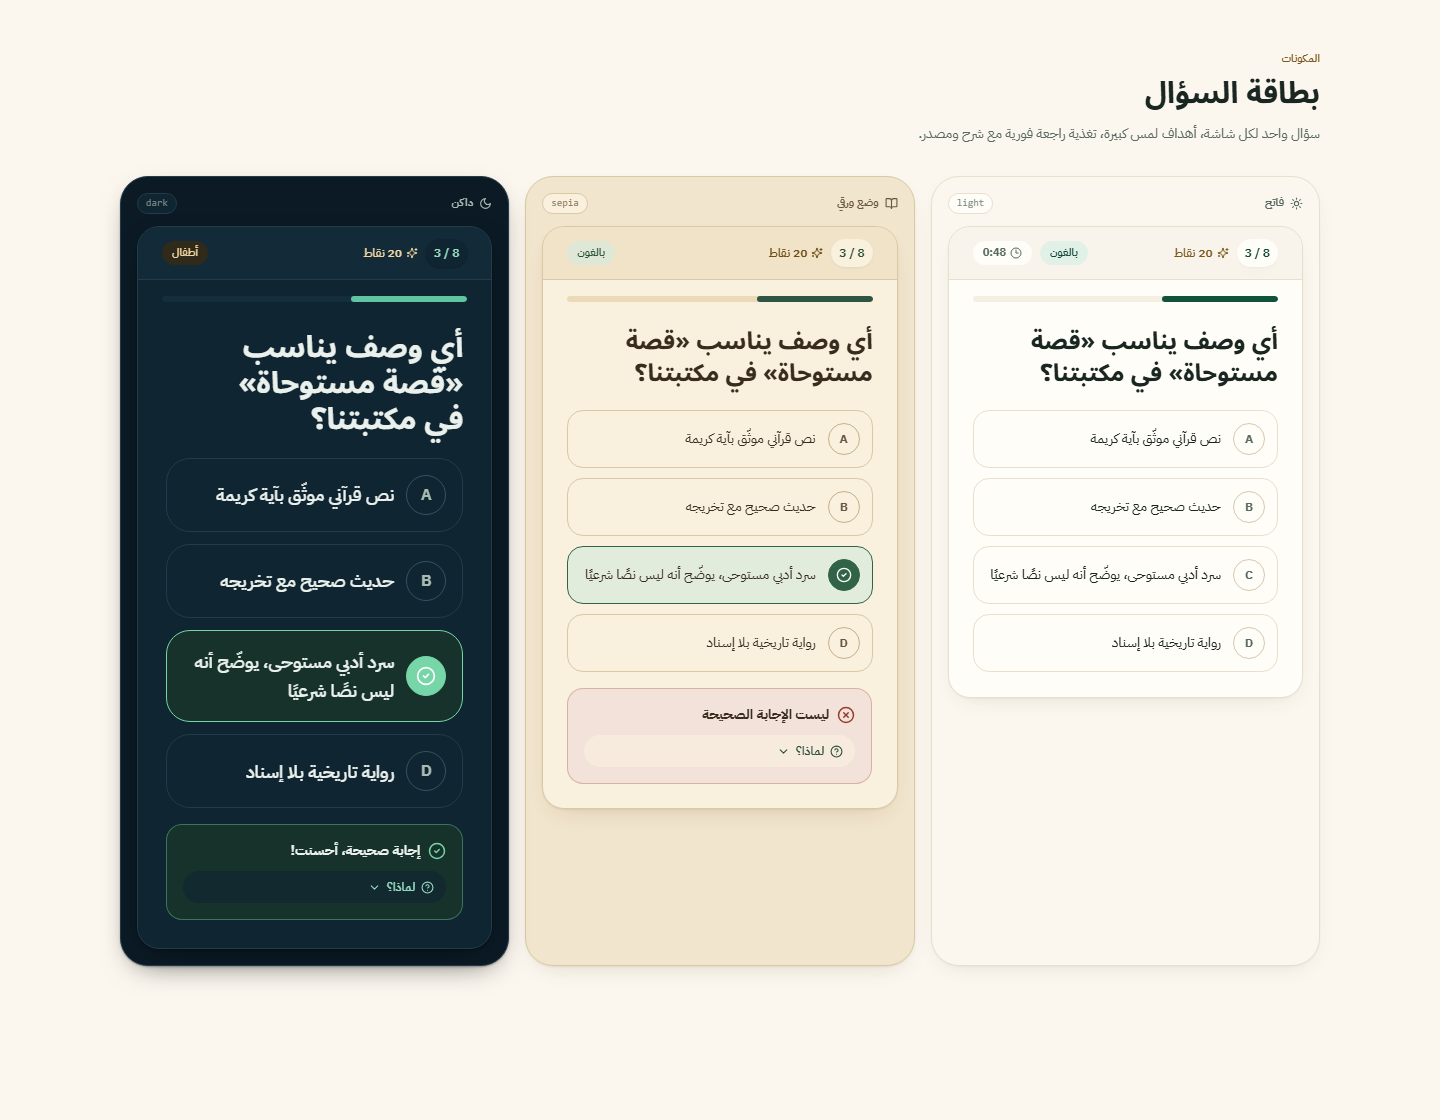 المكونات
بطاقة السؤال
سؤال واحد لكل شاشة، أهداف لمس كبيرة، تغذية راجعة فورية مع شرح ومصدر.
فاتح
light
3 / 8
20 نقاط
بالغون
0:48
أي وصف يناسب «قصة
مستوحاة» في مكتبتنا؟
A نص قرآني موثّق بآية كريمة
B حديث صحيح مع تخريجه
C سرد أدبي مستوحى، يوضّح أنه ليس نصًا شرعيًا
D رواية تاريخية بلا إسناد
وضع ورقي
sepia
3 / 8
20 نقاط
بالغون
أي وصف يناسب «قصة
مستوحاة» في مكتبتنا؟
A نص قرآني موثّق بآية كريمة
B حديث صحيح مع تخريجه
سرد أدبي مستوحى، يوضّح أنه ليس نصًا شرعيًا
D رواية تاريخية بلا إسناد
ليست الإجابة الصحيحة
لماذا؟
داكن
dark
3 / 8
20 نقاط
أطفال
أي وصف يناسب
«قصة مستوحاة»
في مكتبتنا؟
A نص قرآني موثّق بآية كريمة
B حديث صحيح مع تخريجه
سرد أدبي مستوحى، يوضّح أنه
ليس نصًا شرعيًا
D رواية تاريخية بلا إسناد
إجابة صحيحة، أحسنت!
لماذا؟